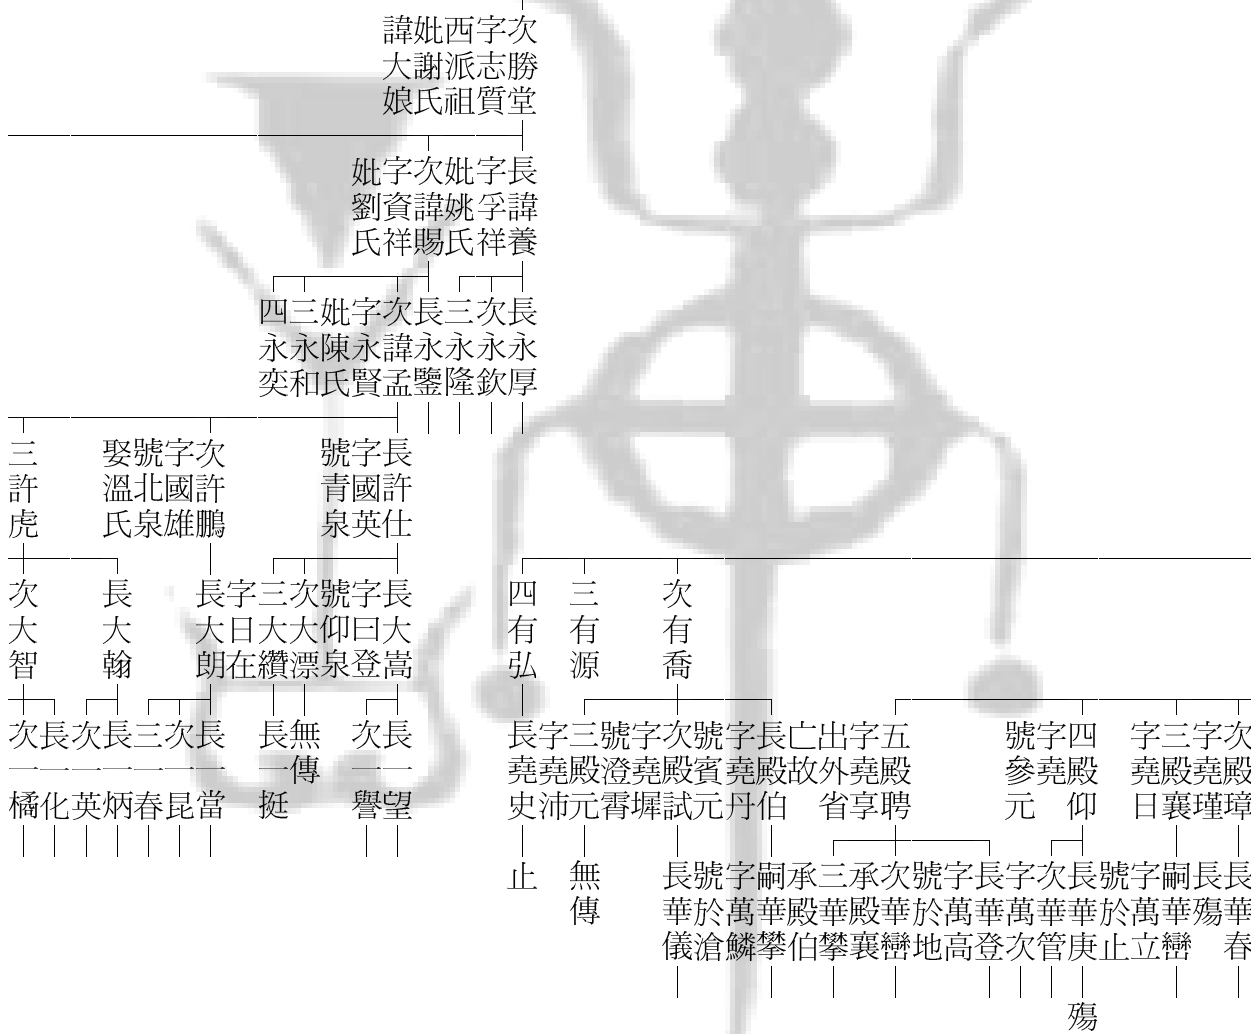 次勝堂
字志質
西派祖
妣謝氏
諱大娘
長諱養
字孚祥
妣姚氏
次諱賜
字資祥
妣劉氏
長永厚
次永欽
三永隆
長永鑒
次諱孟
字永賢
妣陳氏
三永和
四永奕
長許仕
字國英
號青泉
次許鵬
字國雄
號北泉
娶溫氏
三許虎
次有喬
三有源
四有弘
長大嵩
字曰登
號仰泉
次大漂
三大纘
字日在
長大朗
長大翰
次大智
次殿璋
字堯瑾
三殿襄
字堯日
四殿仰
字堯
號參元
五殿聘
字堯享
出外省
亡故
長殿伯
字堯丹
號賓元
次殿試
字堯墀
號澄霄
三殿元
字堯沛
長堯史
長一望
次一譽
無傳
長一挺
長一當
次一昆
三一春
長一炳
次一英
長一化
次一橘
長華春
長殤
嗣華巒
字萬立
號於止
長華庚
次華管
字萬次
長華登
字萬高
號於地
次華巒
承殿襄
三華攀
承殿伯
嗣華攀
字萬鱗
號於滄
長華儀
無傳
止
殤